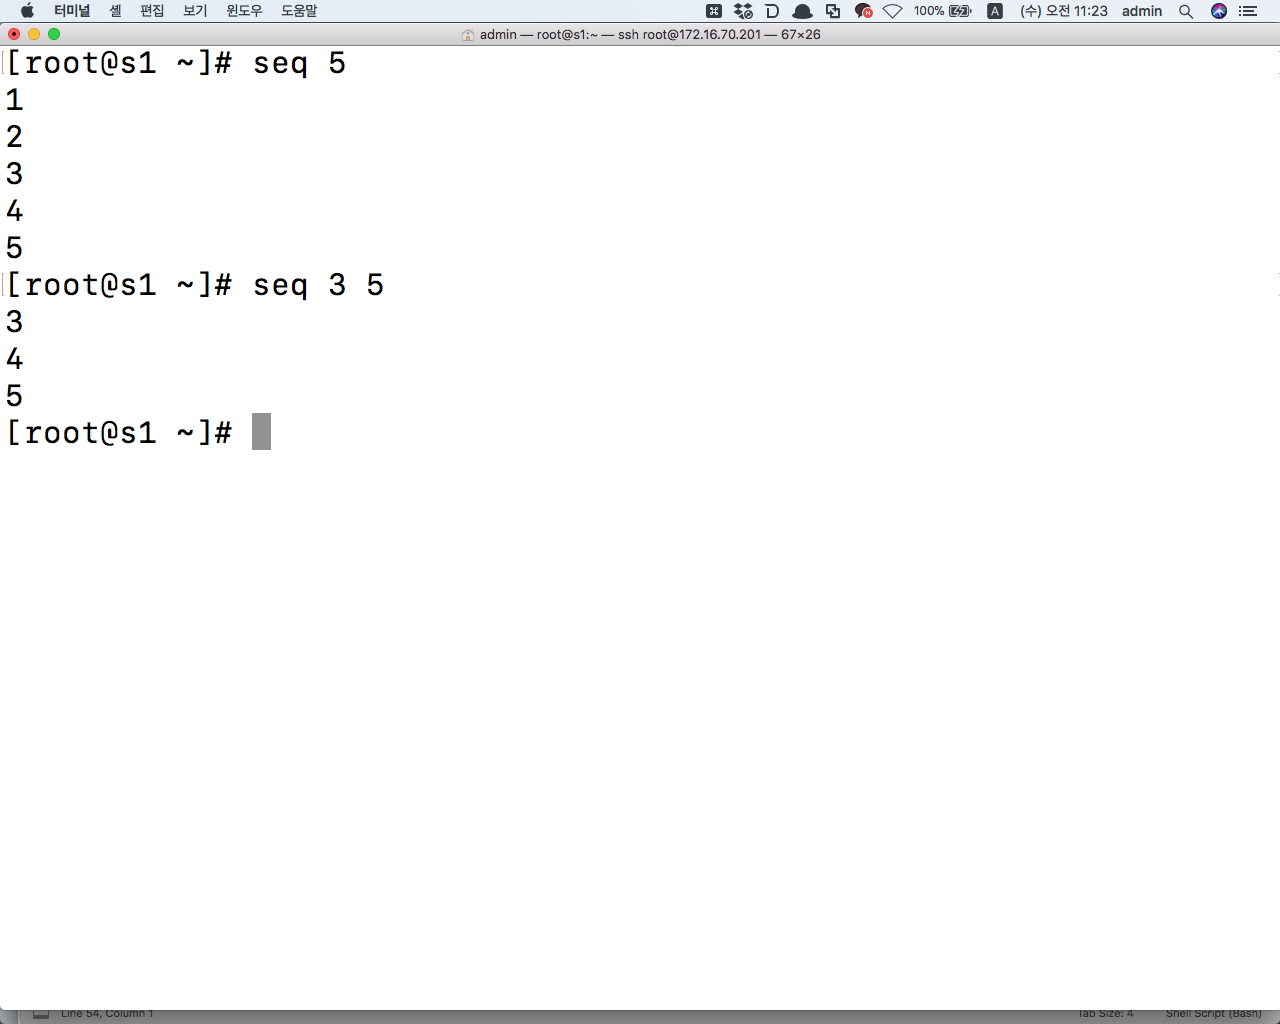 터미널 셸 편집 보기 윈도우 도움말 100% A (수) 오전 11:23 admin
admin — root@s1:~ — ssh root@172.16.70.201 — 67×26
[root@s1 ~]# seq 5
1
2
3
4
5
[root@s1 ~]# seq 3 5
3
4
5
[root@s1 ~]#
Line 54, Column 1 Tab Size: 4 Shell Script (Bash)